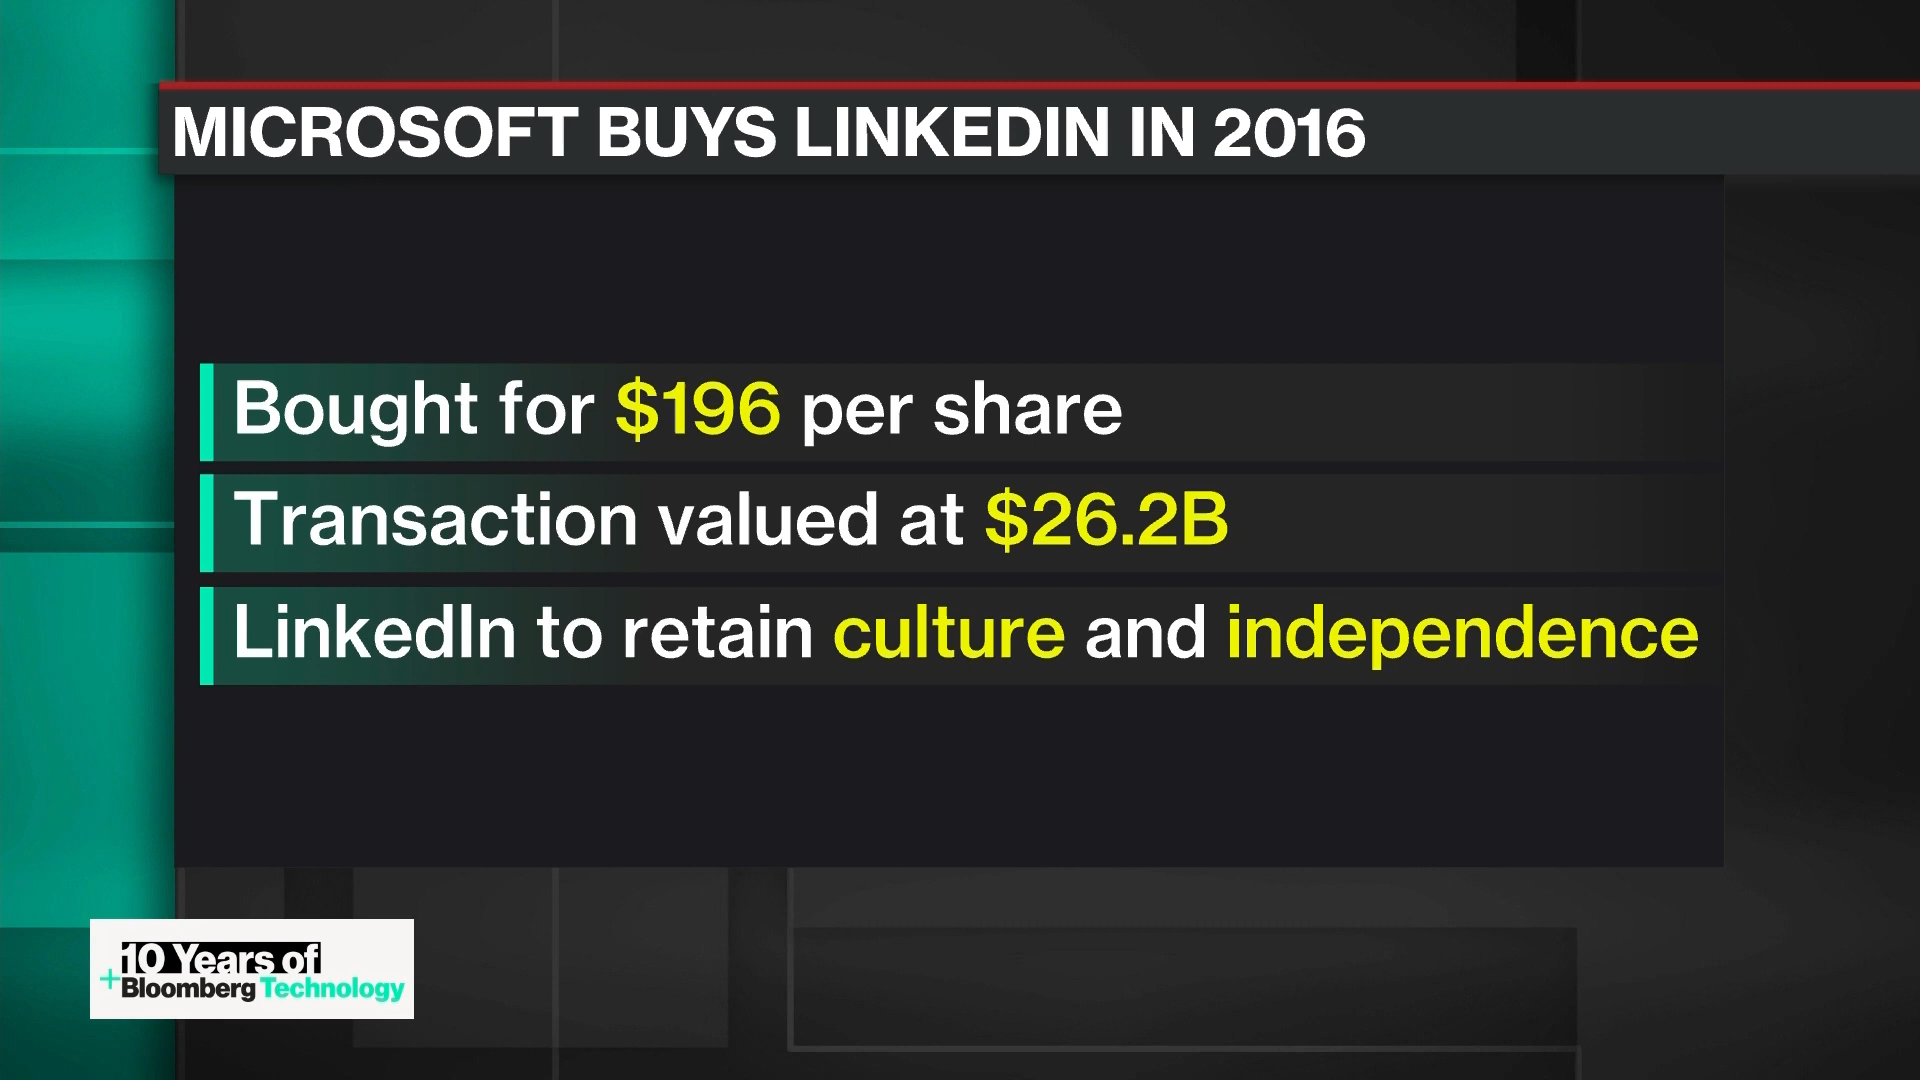 MICROSOFT BUYS LINKEDIN IN 2016
Bought for $196 per share
Transaction valued at $26.2B
LinkedIn to retain culture and independence
10 Years of
+Bloomberg Technology